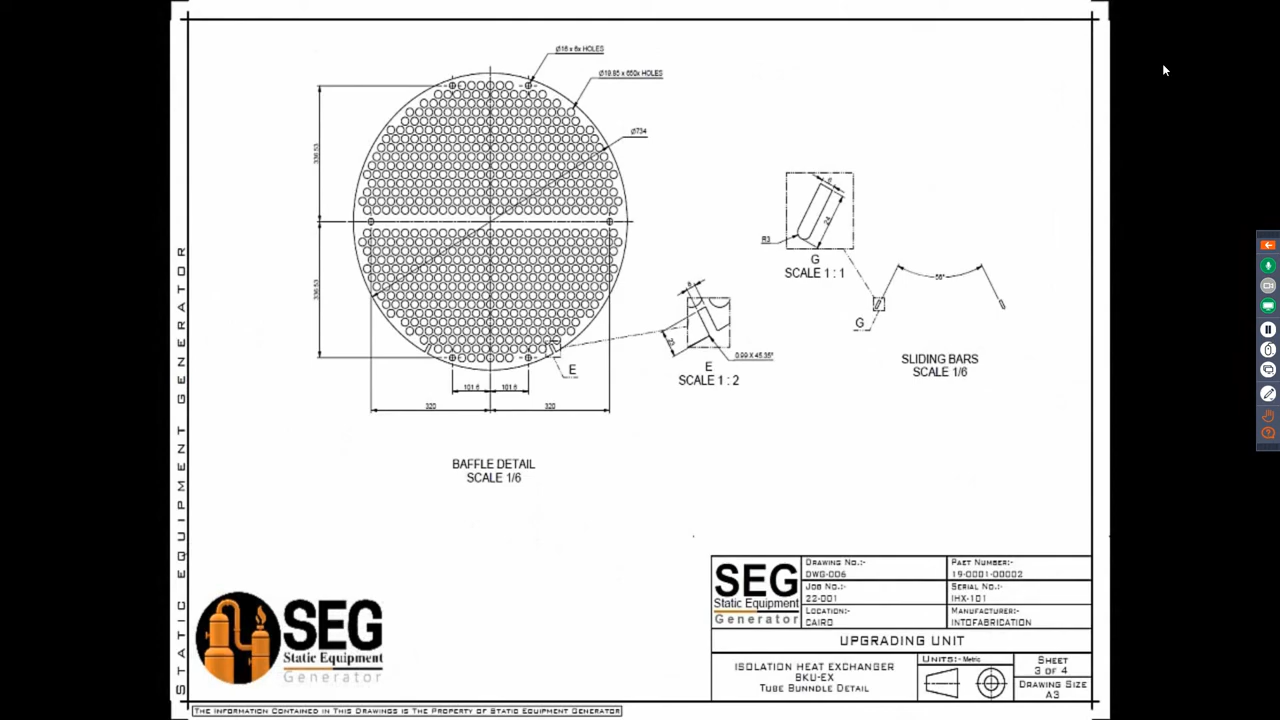 Ø16 x 6x HOLES
Ø19.85 x 650x HOLES
Ø734
336.53
336.53
E
101.6 101.6
320 320
BAFFLE DETAIL
SCALE 1/6
6
24
R3
G
SCALE 1 : 1
56°
G
SLIDING BARS
SCALE 1/6
0.99 X 45.35°
E
SCALE 1 : 2
STATIC EQUIPMENT GENERATOR
SEG
Static Equipment
Generator
SEG
Static Equipment
Generator
DRAWING NO.:-
DWG-006
PAET NUMBER:-
19-0001-00002
JOB NO.:-
22-001
SERIAL NO.:-
IHX-101
LOCATION:-
CAIRO
MANUFACTURER:-
INTOFABRICATION
UPGRADING UNIT
ISOLATION HEAT EXCHANGER
BKU-EX
TUBE BUNNDLE DETAIL
UNITS:- Metric
SHEET
3 OF 4
DRAWING SIZE
A3
THE INFORMATION CONTAINED IN THIS DRAWINGS IS THE PROPERTY OF STATIC EQUIPMENT GENERATOR